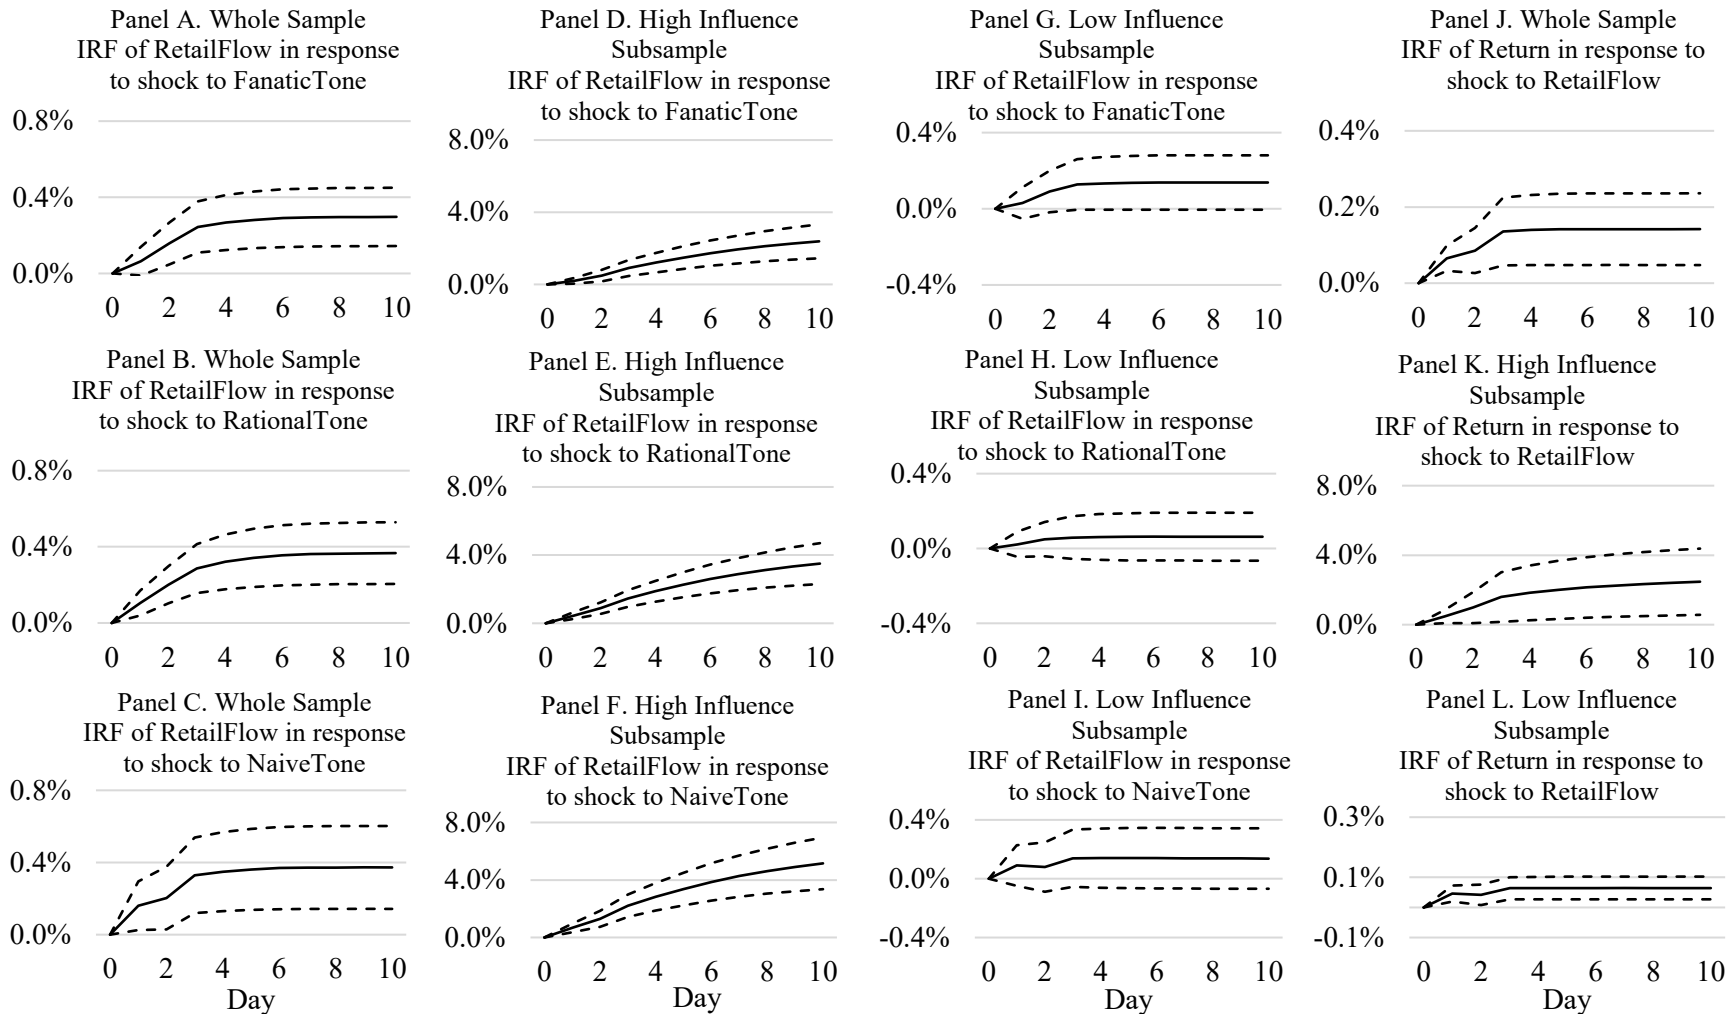 Panel A. Whole Sample
IRF of RetailFlow in response
to shock to FanaticTone
0.8%
0.4%
0.0%
0 2 4 6 8 10
Panel D. High Influence
Subsample
IRF of RetailFlow in response
to shock to FanaticTone
8.0%
4.0%
0.0%
0 2 4 6 8 10
Panel G. Low Influence
Subsample
IRF of RetailFlow in response
to shock to FanaticTone
0.4%
0.0%
-0.4%
0 2 4 6 8 10
Panel J. Whole Sample
IRF of Return in response to
shock to RetailFlow
0.4%
0.2%
0.0%
0 2 4 6 8 10
Panel B. Whole Sample
IRF of RetailFlow in response
to shock to RationalTone
0.8%
0.4%
0.0%
0 2 4 6 8 10
Panel E. High Influence
Subsample
IRF of RetailFlow in response
to shock to RationalTone
8.0%
4.0%
0.0%
0 2 4 6 8 10
Panel H. Low Influence
Subsample
IRF of RetailFlow in response
to shock to RationalTone
0.4%
0.0%
-0.4%
0 2 4 6 8 10
Panel K. High Influence
Subsample
IRF of Return in response to
shock to RetailFlow
8.0%
4.0%
0.0%
0 2 4 6 8 10
Panel C. Whole Sample
IRF of RetailFlow in response
to shock to NaiveTone
0.8%
0.4%
0.0%
0 2 4 6 8 10
Day
Panel F. High Influence
Subsample
IRF of RetailFlow in response
to shock to NaiveTone
8.0%
4.0%
0.0%
0 2 4 6 8 10
Day
Panel I. Low Influence
Subsample
IRF of RetailFlow in response
to shock to NaiveTone
0.4%
0.0%
-0.4%
0 2 4 6 8 10
Day
Panel L. Low Influence
Subsample
IRF of Return in response to
shock to RetailFlow
0.3%
0.1%
-0.1%
0 2 4 6 8 10
Day